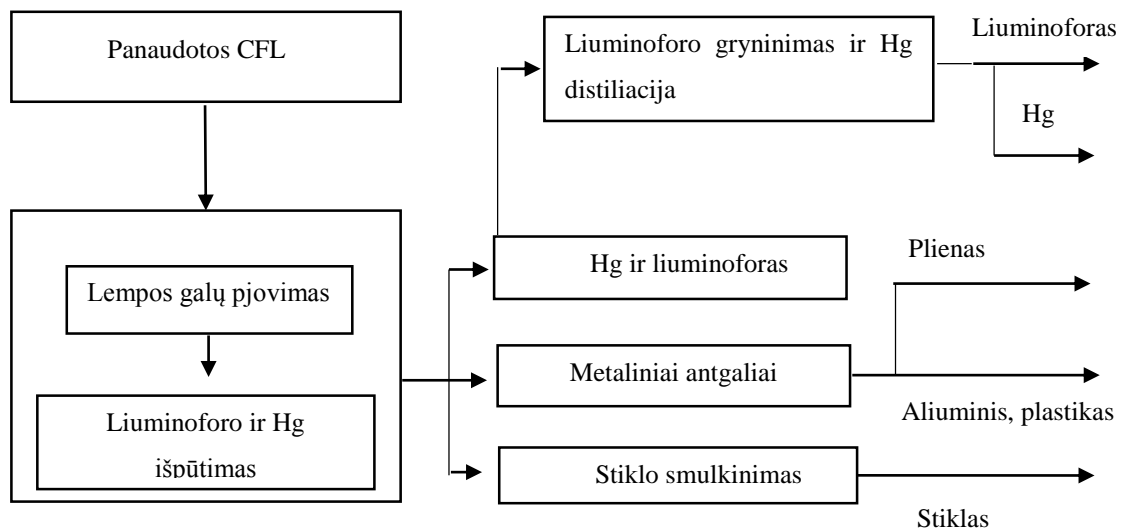 Panaudotos CFL
Liuminoforo gryninimas ir Hg
distiliacija
Liuminoforas
Hg
Lempos galų pjovimas
Liuminoforo ir Hg
išpūtimas
Hg ir liuminoforas
Plienas
Metaliniai antgaliai
Aliuminis, plastikas
Stiklo smulkinimas
Stiklas